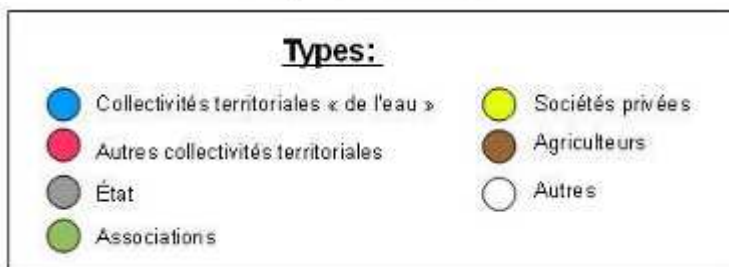 Types:
Collectivités territoriales « de l'eau »
Autres collectivités territoriales
État
Associations
Sociétés privées
Agriculteurs
Autres